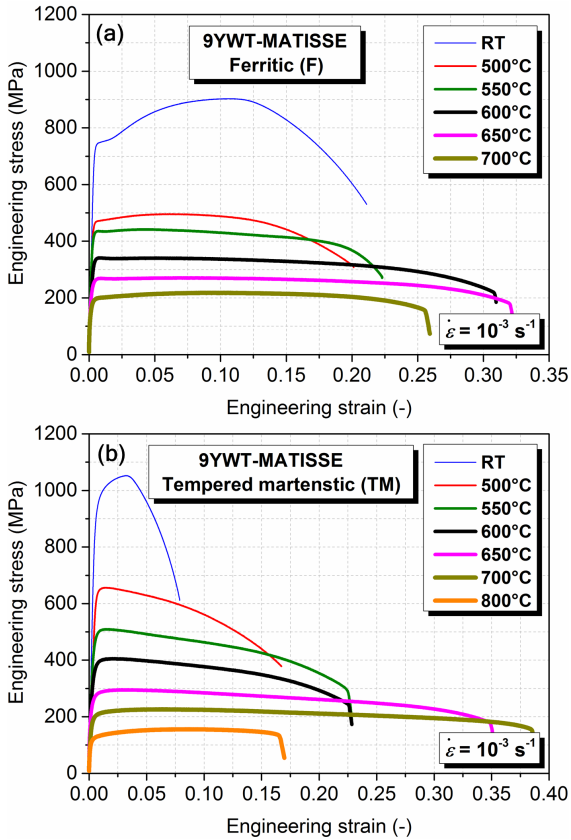 (a)
9YWT-MATISSE
Ferritic (F)
RT
500°C
550°C
600°C
650°C
700°C
ε̇ = 10⁻³ s⁻¹
Engineering stress (MPa)
1200
1000
800
600
400
200
0
0.00 0.05 0.10 0.15 0.20 0.25 0.30 0.35
Engineering strain (-)
(b)
9YWT-MATISSE
Tempered martenstic (TM)
RT
500°C
550°C
600°C
650°C
700°C
800°C
ε̇ = 10⁻³ s⁻¹
Engineering stress (MPa)
1200
1000
800
600
400
200
0
0.00 0.05 0.10 0.15 0.20 0.25 0.30 0.35 0.40
Engineering strain (-)